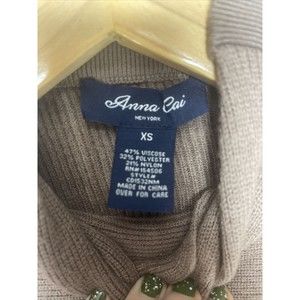 Anna Cai
NEW YORK
XS
47% VISCOSE
32% POLYESTER
21% NYLON
RN#154506
STYLE#
CD1532NM
MADE IN CHINA
OVER FOR CARE